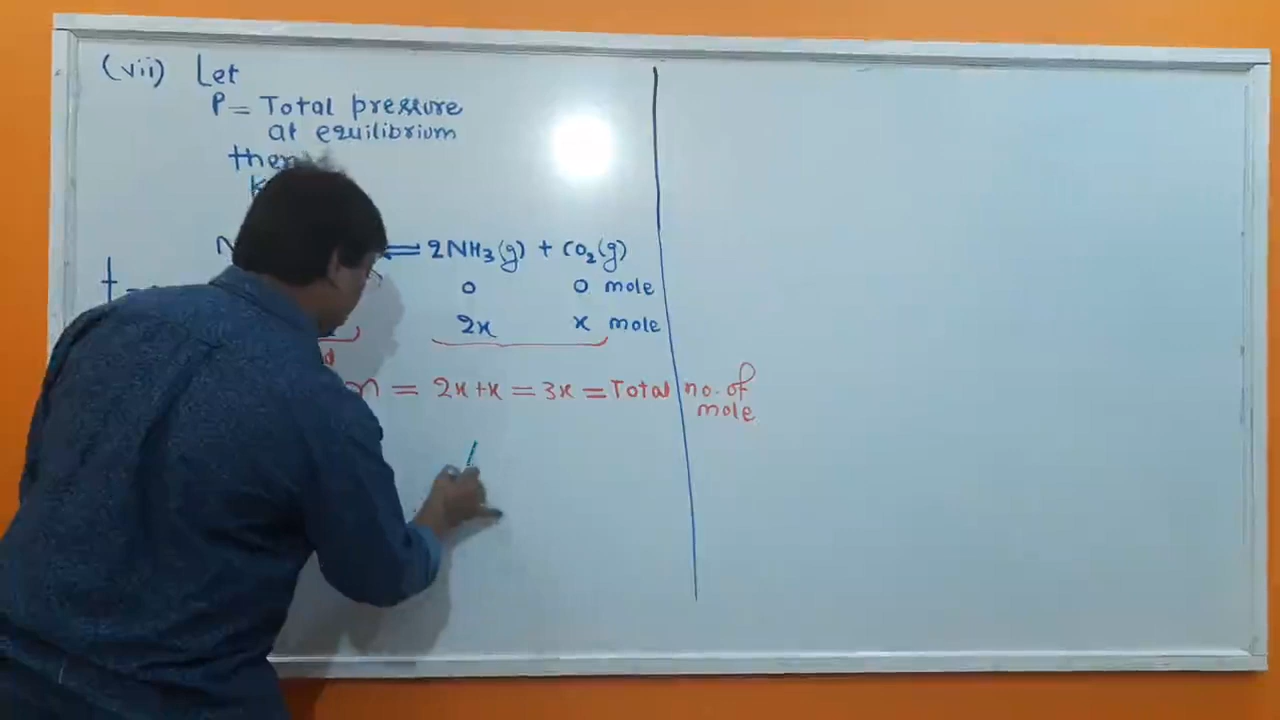 (vii) Let
P = Total pressure
at equilibrium
then
K
N ⇌ 2NH₃(g) + CO₂(g)
t = 0 0 mole
2x x mole
d
n = 2x+x = 3x = Total no. of
mole